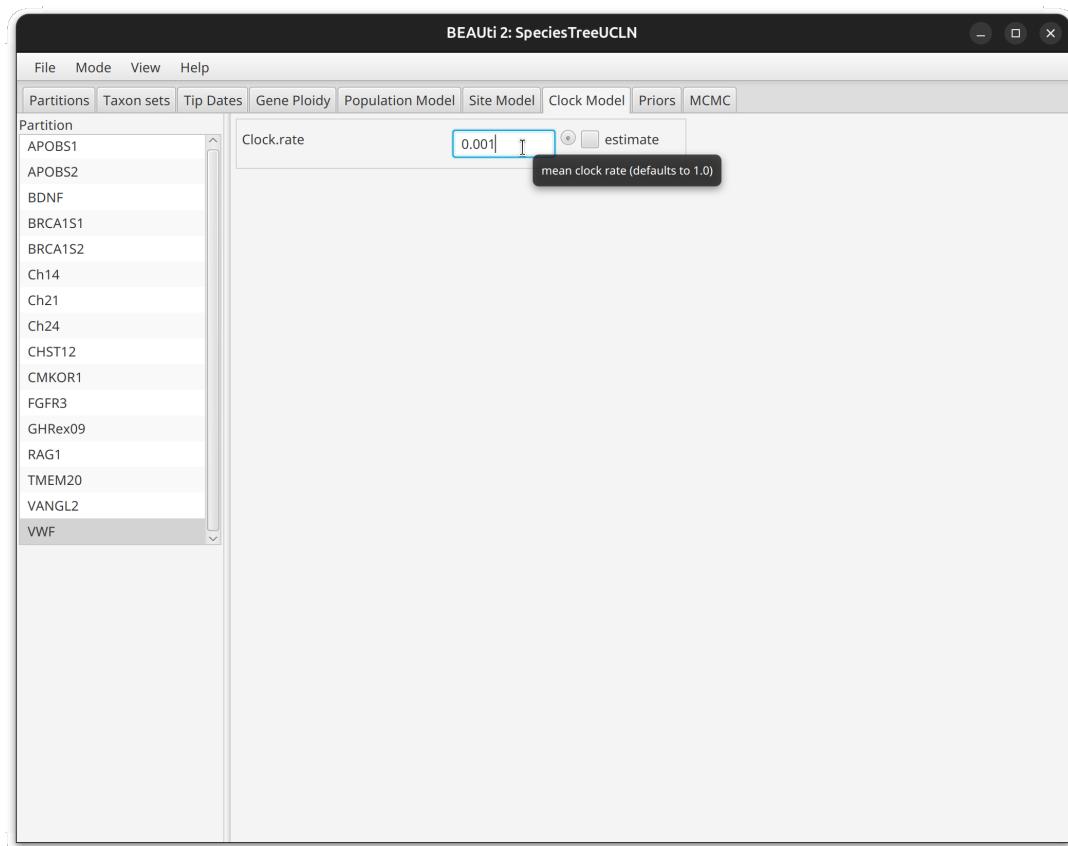 BEAUti 2: SpeciesTreeUCLN
File Mode View Help
Partitions Taxon sets Tip Dates Gene Ploidy Population Model Site Model Clock Model Priors MCMC
Partition
APOBS1
APOBS2
BDNF
BRCA1S1
BRCA1S2
Ch14
Ch21
Ch24
CHST12
CMKOR1
FGFR3
GHRex09
RAG1
TMEM20
VANGL2
VWF
Clock.rate 0.001 estimate
mean clock rate (defaults to 1.0)